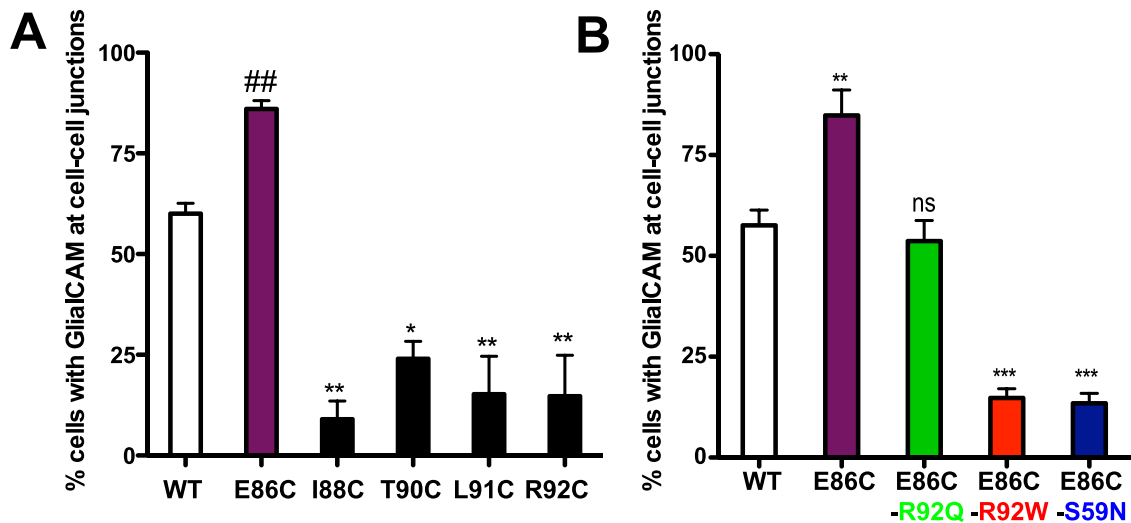 A
% cells with GlialCAM at cell-cell junctions
100
75
50
25
0
##
**
*
**
**
WT E86C I88C T90C L91C R92C
B
% cells with GlialCAM at cell-cell junctions
100
75
50
25
0
**
ns
***
***
WT E86C E86C E86C E86C
-R92Q -R92W -S59N